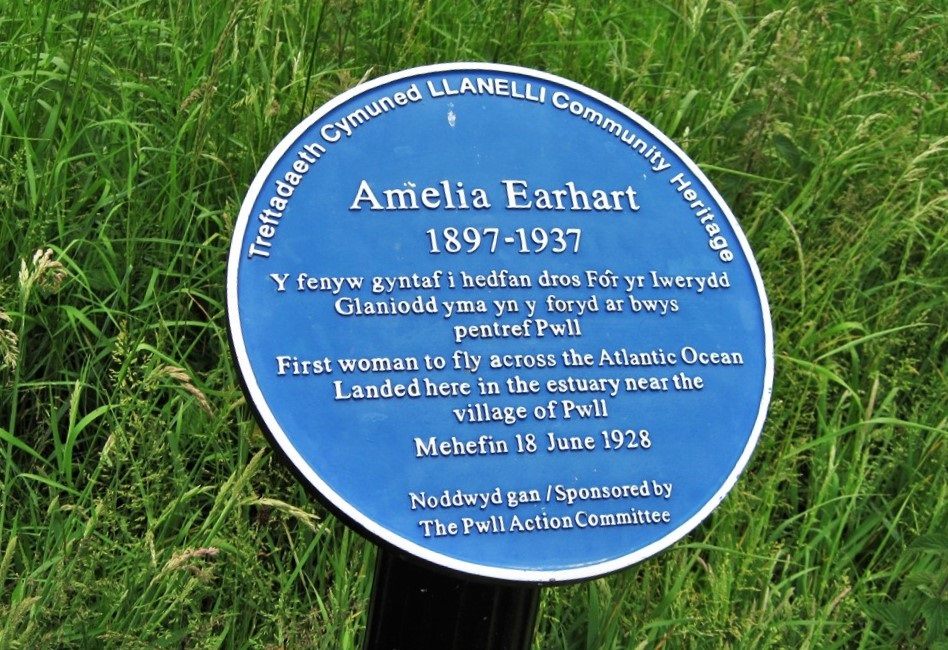 Treftadaeth Cymuned LLANELLI Community Heritage
Amelia Earhart
1897-1937
Y fenyw gyntaf i hedfan dros Fôr yr Iwerydd
Glaniodd yma yn y foryd ar bwys
pentref Pwll
First woman to fly across the Atlantic Ocean
Landed here in the estuary near the
village of Pwll
Mehefin 18 June 1928
Noddwyd gan / Sponsored by
The Pwll Action Committee